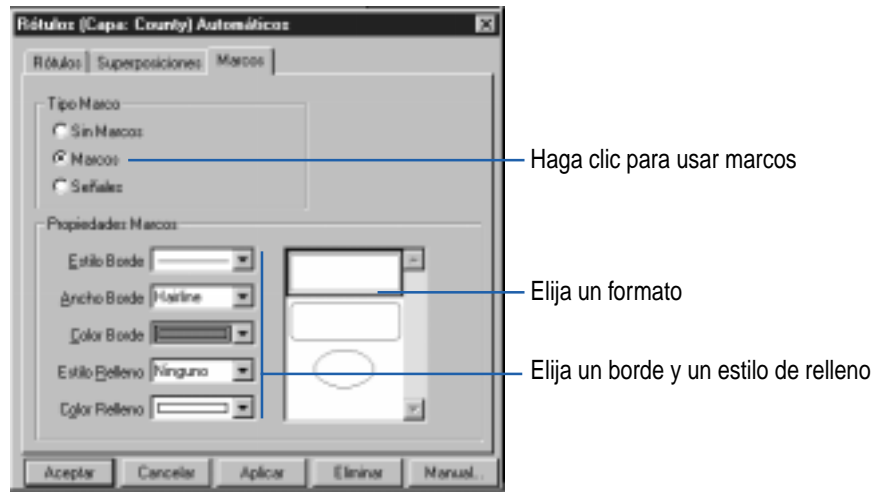 Rótulos (Capa: County) Automáticos
Rótulos Superposiciones Marcos
Tipo Marco
Sin Marcos
Marcos
Señales
Haga clic para usar marcos
Propiedades Marcos
Estilo Borde
Ancho Borde Hairline
Elija un formato
Color Borde
Estilo Relleno Ninguno
Elija un borde y un estilo de relleno
Color Relleno
Aceptar Cancelar Aplicar Eliminar Manual..